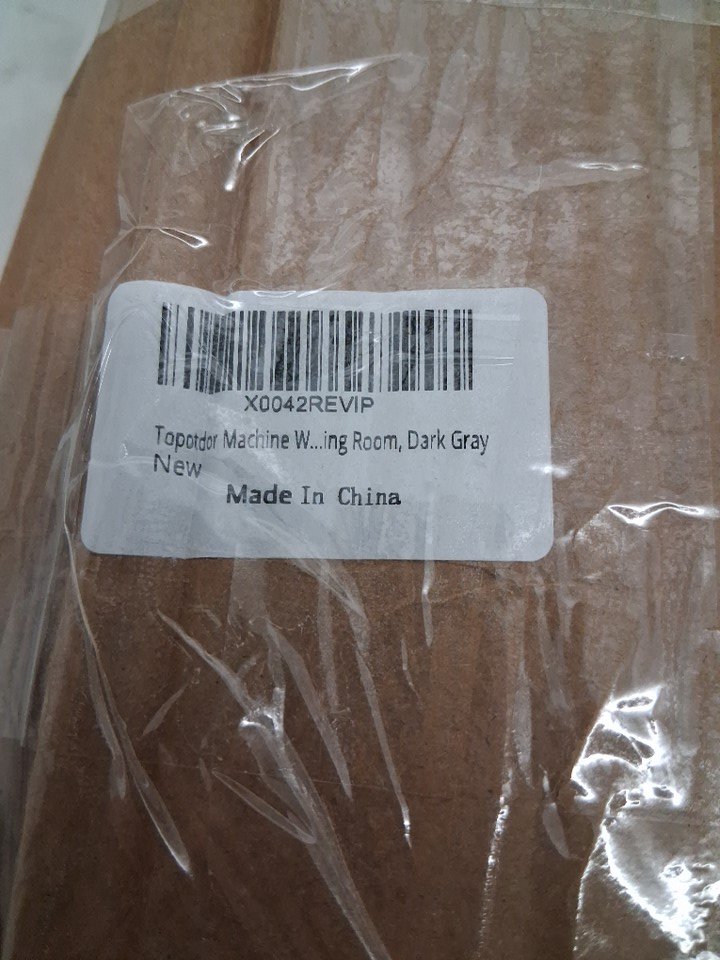 X0042REVIP
Topotdor Machine W...ing Room, Dark Gray
New
Made In China